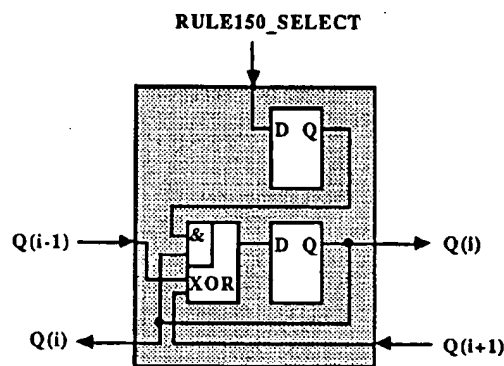 RULE150_SELECT
D Q
&
Q(i-1)
D Q
Q(i)
XOR
Q(i)
Q(i+1)